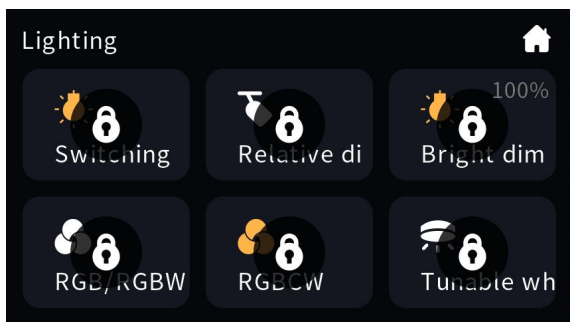 Lighting
100%
Switching
Relative di
Bright dim
RGB/RGBW
RGBCW
Tunable wh